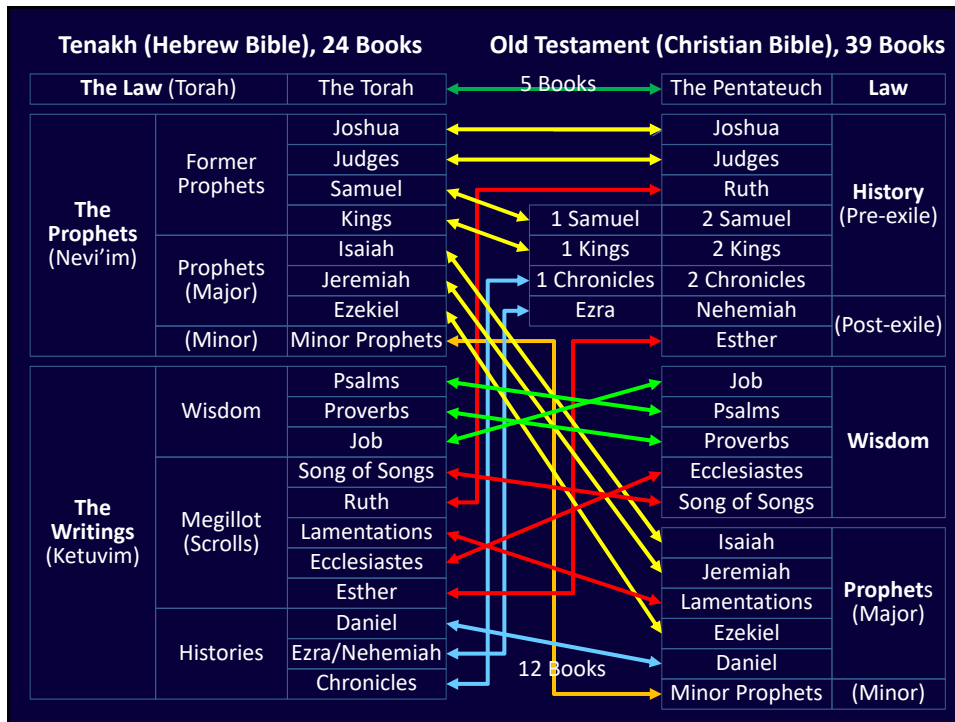 Tenakh (Hebrew Bible), 24 Books
Old Testament (Christian Bible), 39 Books
The Law (Torah)
The Torah
5 Books
The Pentateuch
Law
The
Prophets
(Nevi'im)
Former
Prophets
Joshua
Judges
Samuel
Kings
Prophets
(Major)
Isaiah
Jeremiah
Ezekiel
(Minor)
Minor Prophets
The
Writings
(Ketuvim)
Wisdom
Psalms
Proverbs
Job
Megillot
(Scrolls)
Song of Songs
Ruth
Lamentations
Ecclesiastes
Esther
Histories
Daniel
Ezra/Nehemiah
Chronicles
12 Books
Joshua
Judges
Ruth
1 Samuel
2 Samuel
1 Kings
2 Kings
1 Chronicles
2 Chronicles
History
(Pre-exile)
Ezra
Nehemiah
Esther
(Post-exile)
Job
Psalms
Proverbs
Ecclesiastes
Song of Songs
Wisdom
Isaiah
Jeremiah
Lamentations
Ezekiel
Daniel
Prophets
(Major)
Minor Prophets
(Minor)